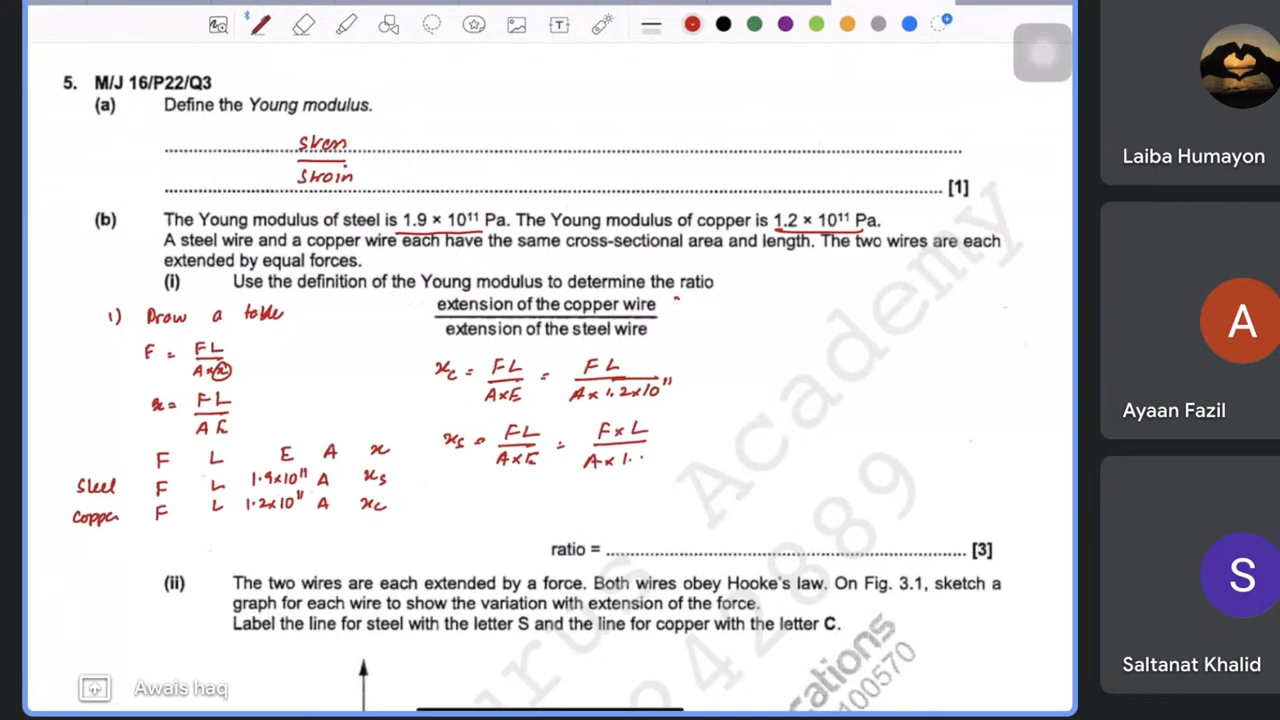 5. M/J 16/P22/Q3
(a) Define the Young modulus.
stren
strain
[1]
(b) The Young modulus of steel is 1.9 × 10¹¹ Pa. The Young modulus of copper is 1.2 × 10¹¹ Pa.
A steel wire and a copper wire each have the same cross-sectional area and length. The two wires are each
extended by equal forces.
(i) Use the definition of the Young modulus to determine the ratio
extension of the copper wire
extension of the steel wire
1) Draw a table
F = FL
A×x
x = FL
A E
F L E A x
Steel F L 1.9×10¹¹ A xs
Copper F L 1.2×10¹¹ A xc
xc = FL / A×E = FL / A×1.2×10¹¹
xs = FL / A×E = F×L / A×1.
ratio = [3]
(ii) The two wires are each extended by a force. Both wires obey Hooke's law. On Fig. 3.1, sketch a
graph for each wire to show the variation with extension of the force.
Label the line for steel with the letter S and the line for copper with the letter C.
Awais haq
Laiba Humayon
A
Ayaan Fazil
S
Saltanat Khalid
rus Academy
0242889
cations
100570